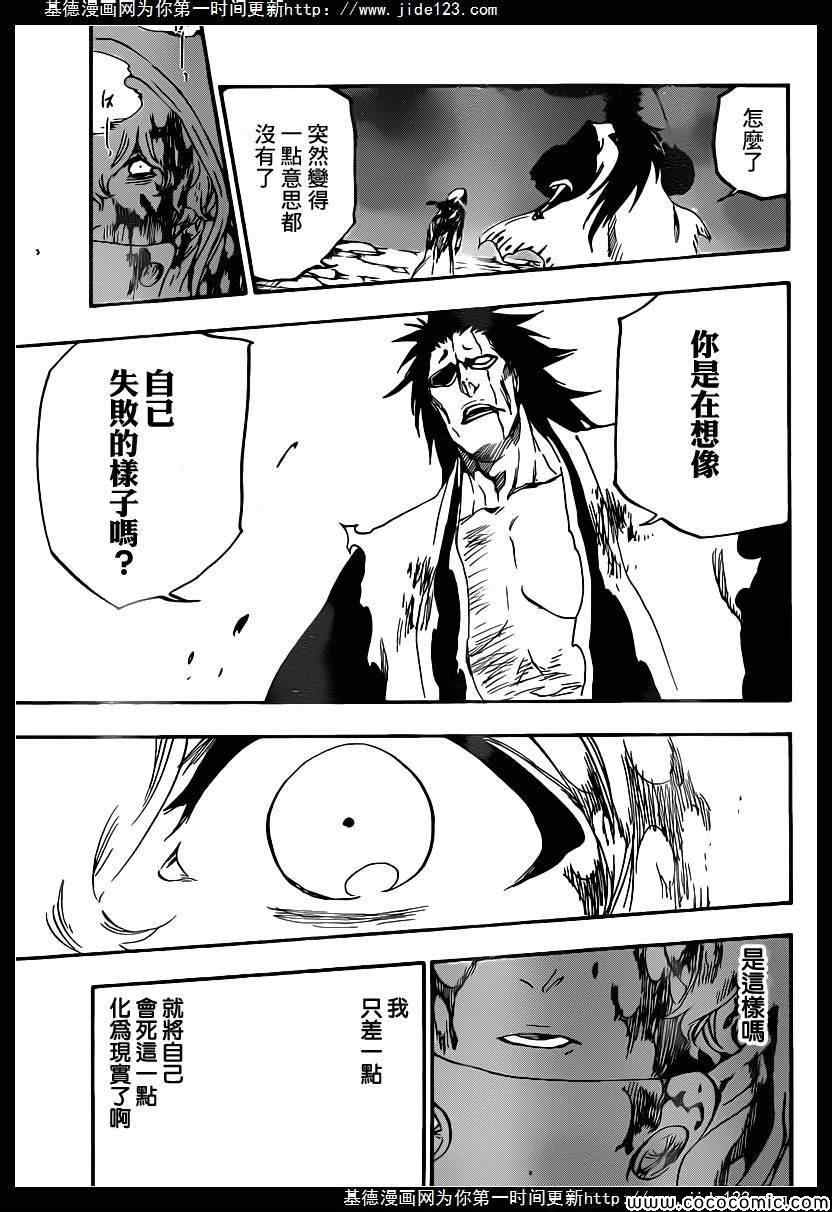 基德漫画网为你第一时间更新http: // www.jide123.com
怎麼了
突然變得
一點意思都
沒有了
は
你是在想像
自己
失敗的樣子嗎？
是這樣嗎
我
只差一點
就將自己
會死這一點
化為現實了啊
基德漫画网为你第一时间更新http: // www.jide123.com
www.cococomic.com